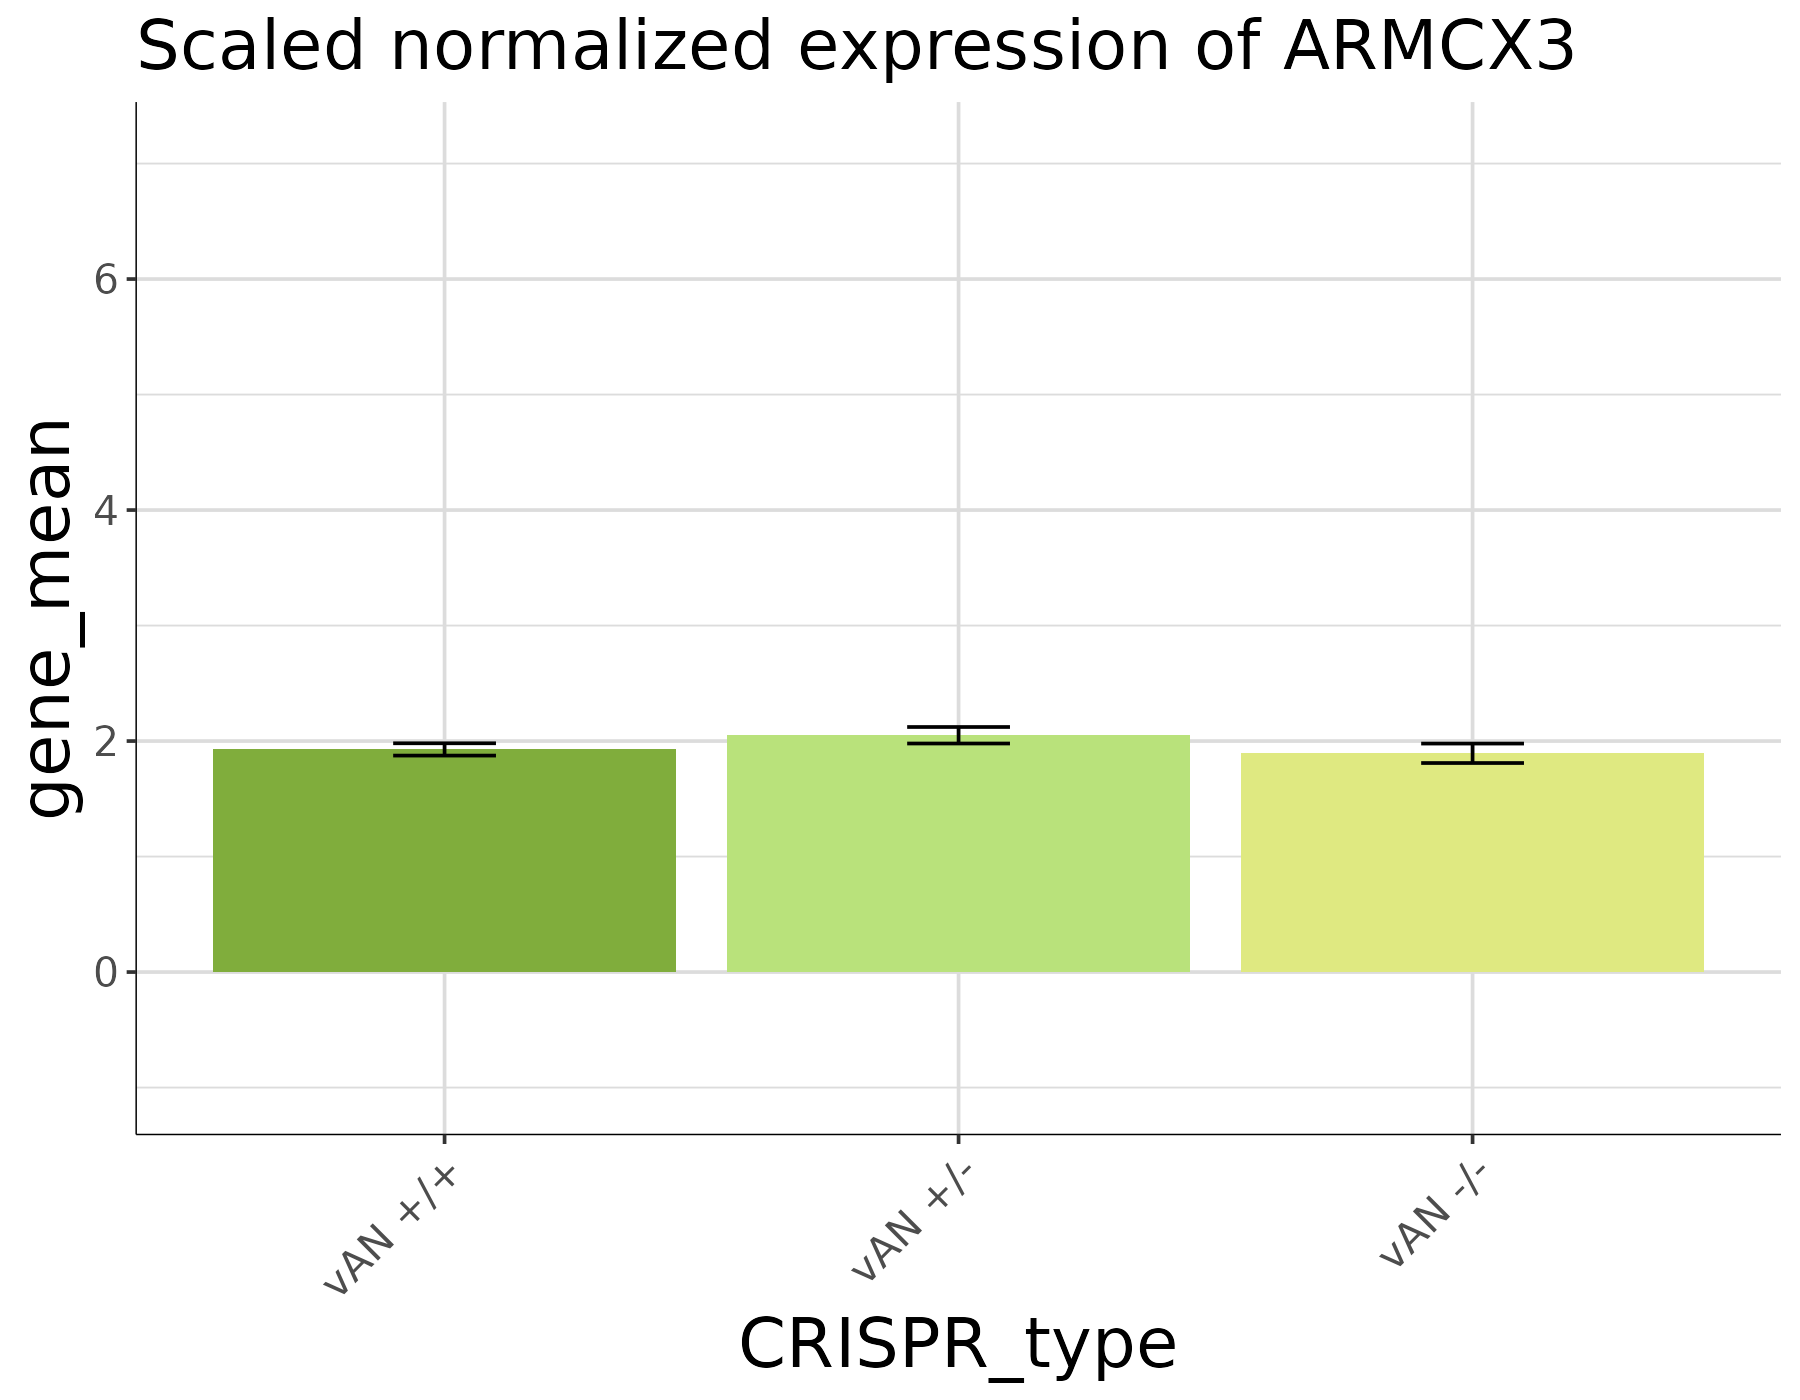 Scaled normalized expression of ARMCX3
gene_mean
6
4
2
0
vAN +/+
vAN +/-
vAN -/-
CRISPR_type